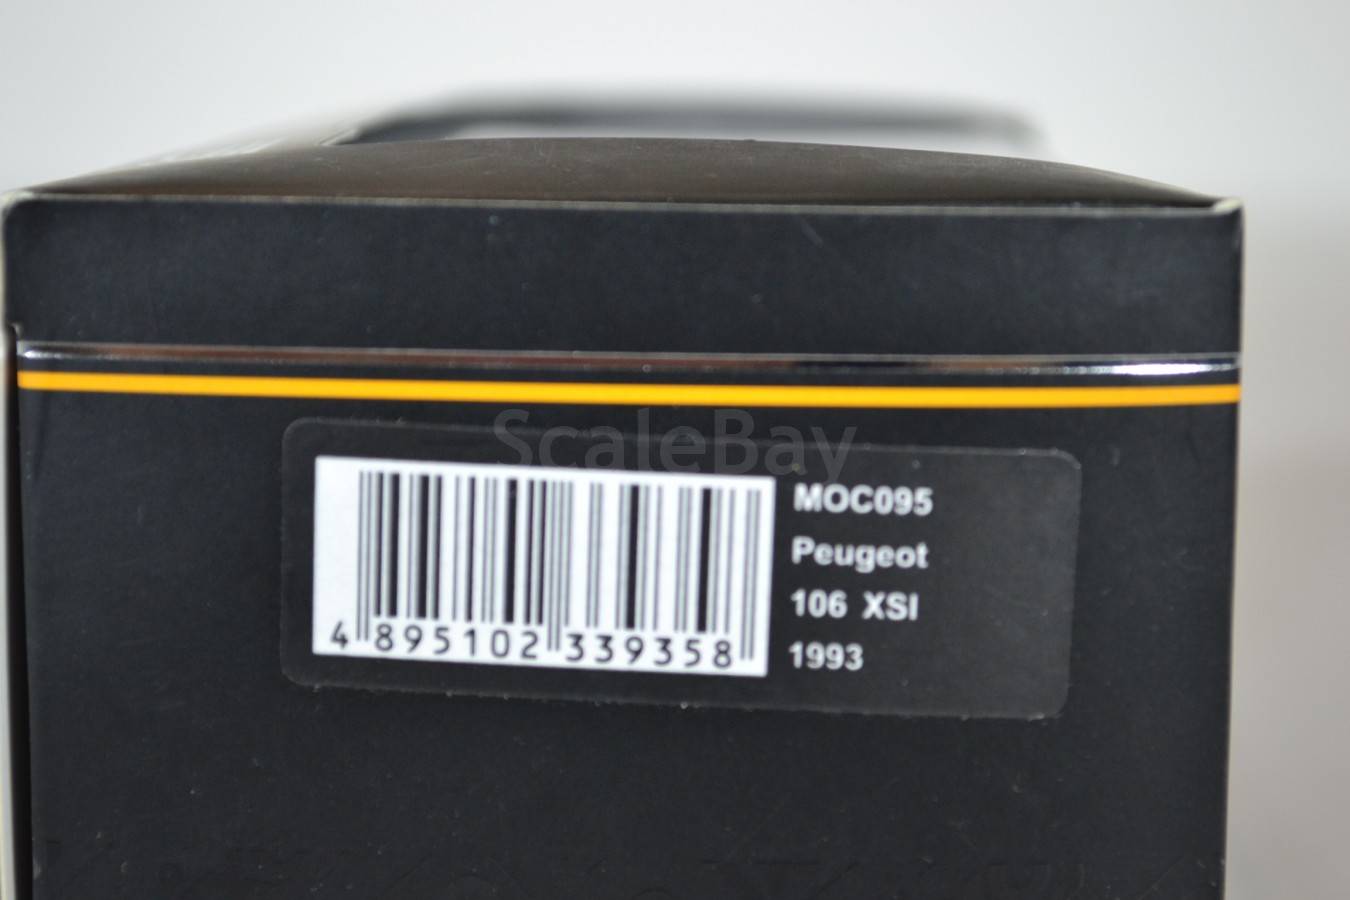 ScaleBay
MOC095
Peugeot
106 XSI
1993
4 895102 339358